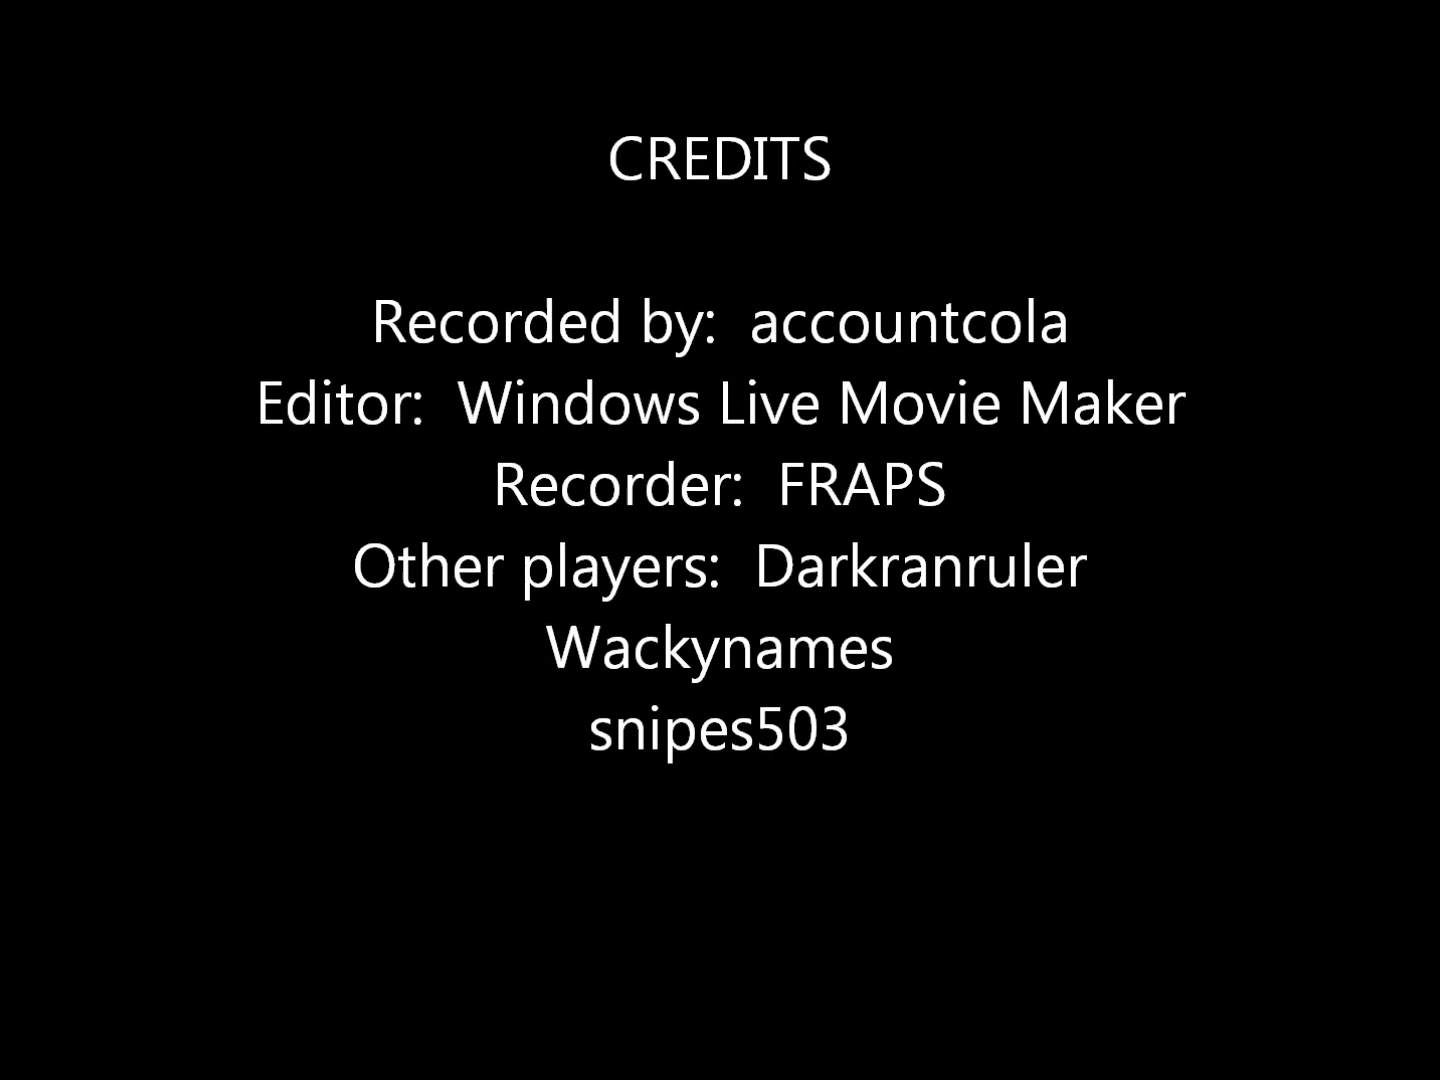 CREDITS
Recorded by:  accountcola
Editor:  Windows Live Movie Maker
Recorder:  FRAPS
Other players:  Darkranruler
Wackynames
snipes503